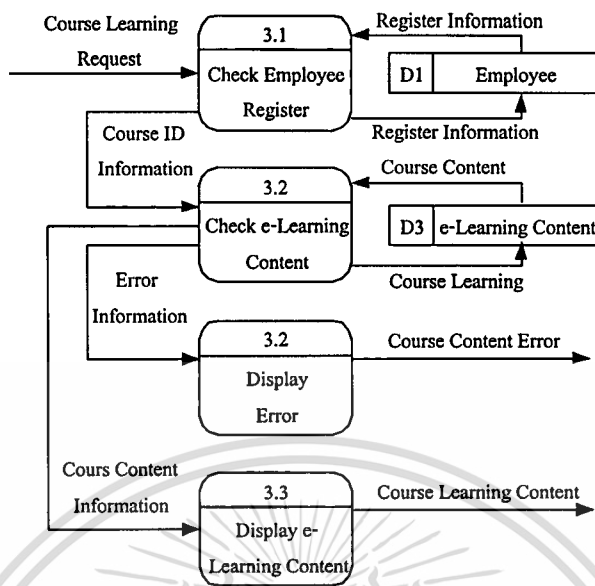 Course Learning
Request
3.1
Check Employee
Register
Register Information
D1 Employee
Register Information
Course ID
Information
3.2
Check e-Learning
Content
Course Content
D3 e-Learning Content
Course Learning
Error
Information
3.2
Display
Error
Course Content Error
Cours Content
Information
3.3
Display e-
Learning Content
Course Learning Content